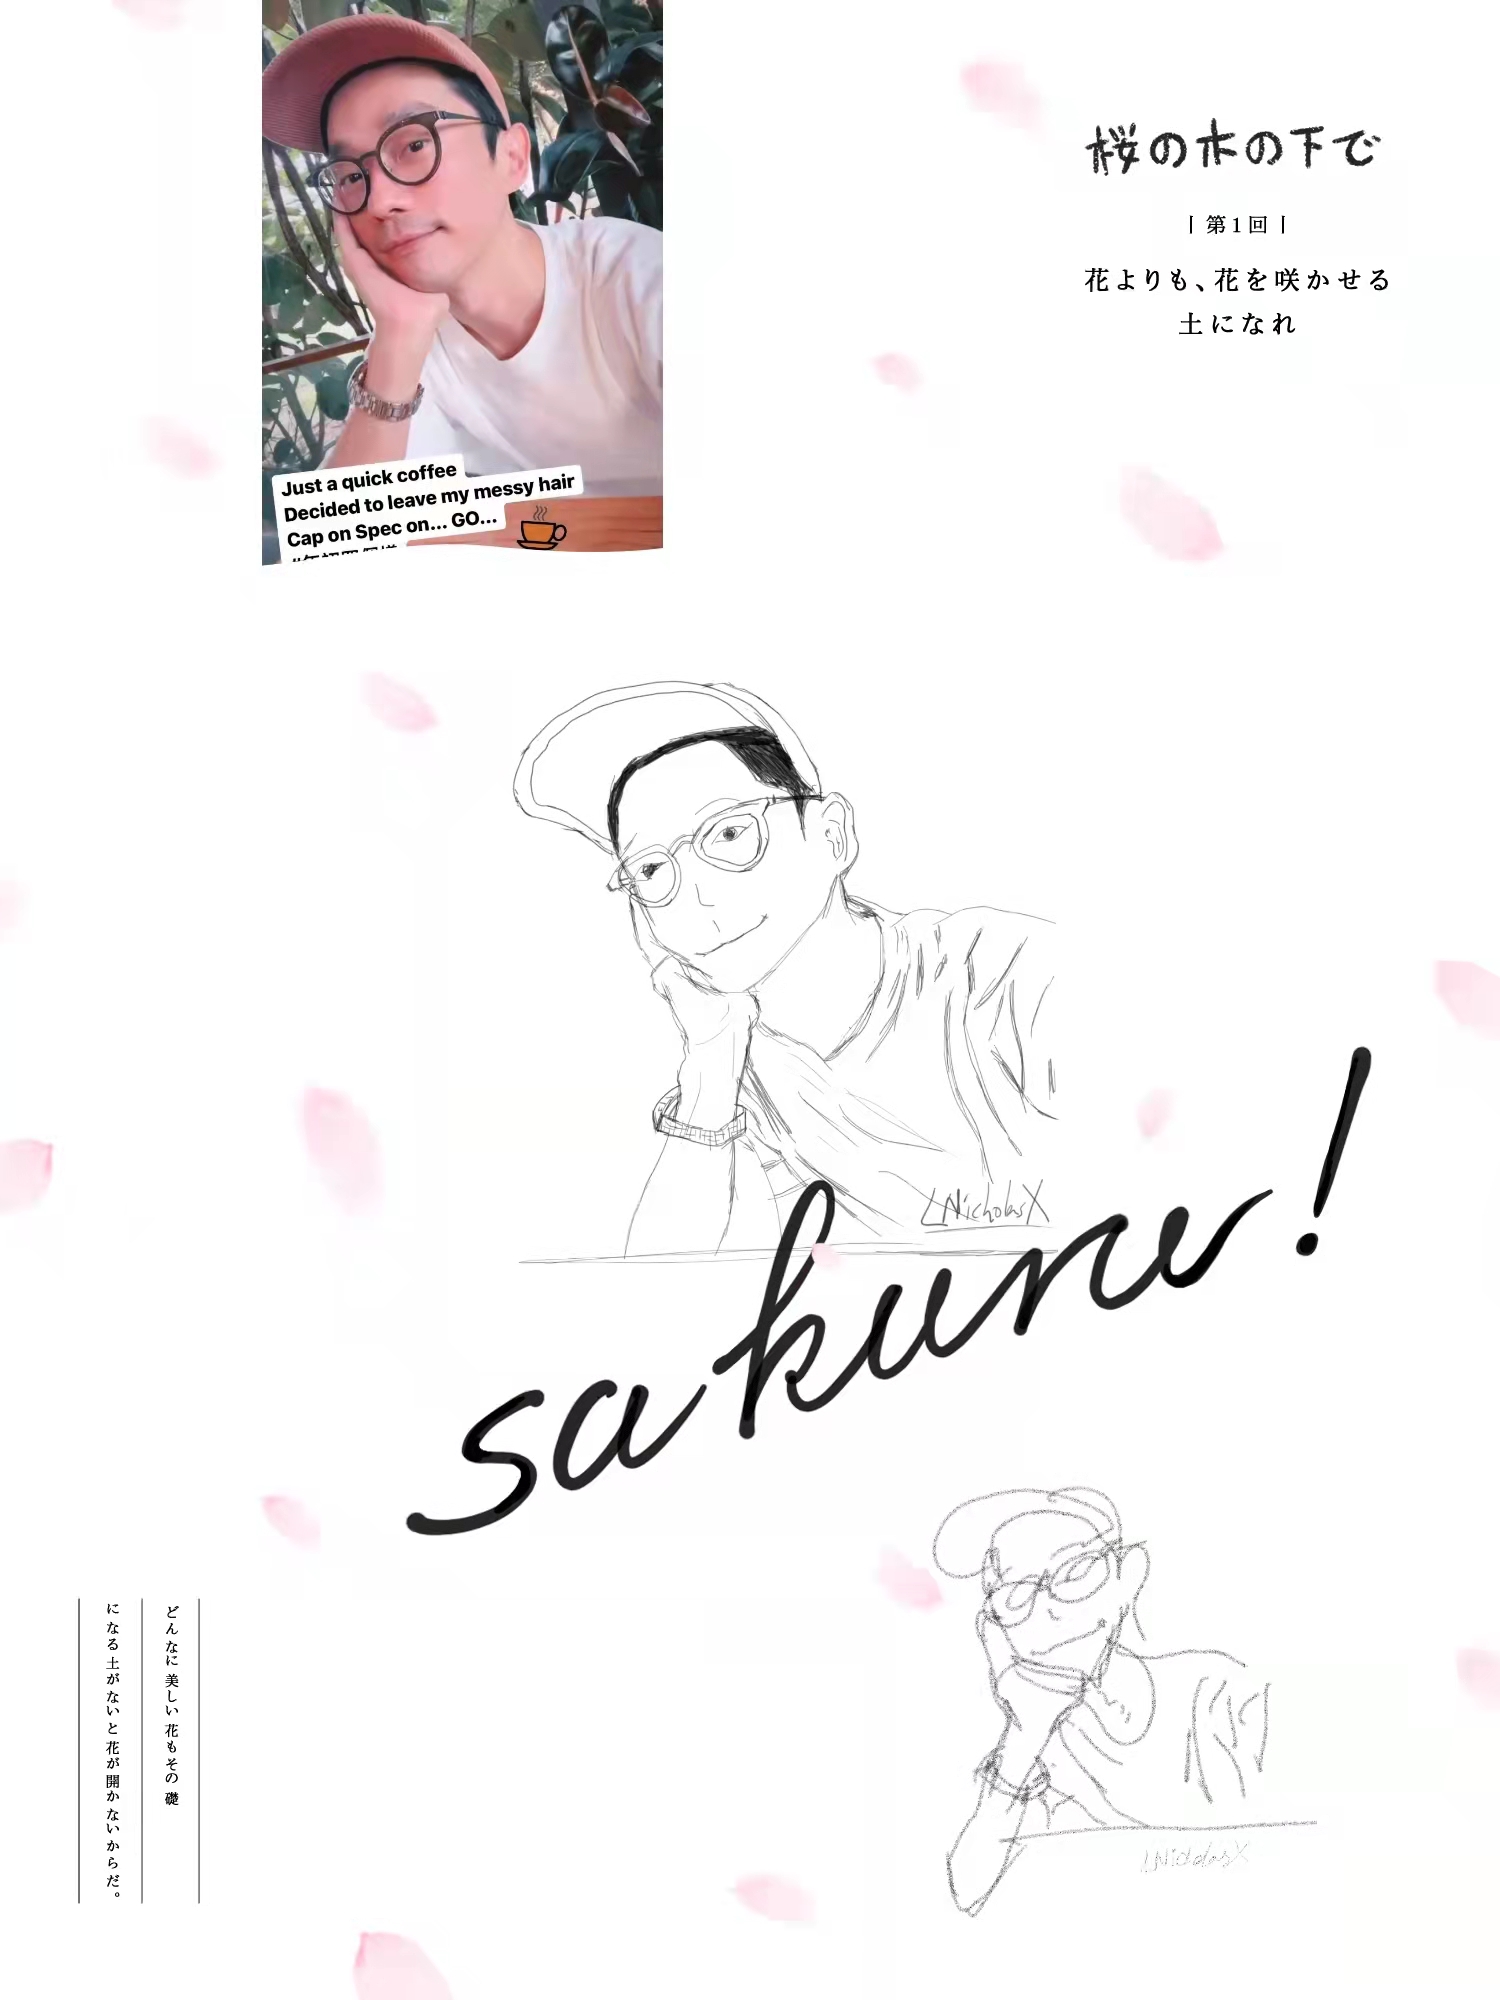 桜の木の下で
| 第1回 |
花よりも、花を咲かせる
土になれ
Just a quick coffee
Decided to leave my messy hair
Cap on Spec on... GO...
LNicholasX
sakura!
どんなに美しい花もその礎
になる土がないと花が開かないからだ。
LNicholasX